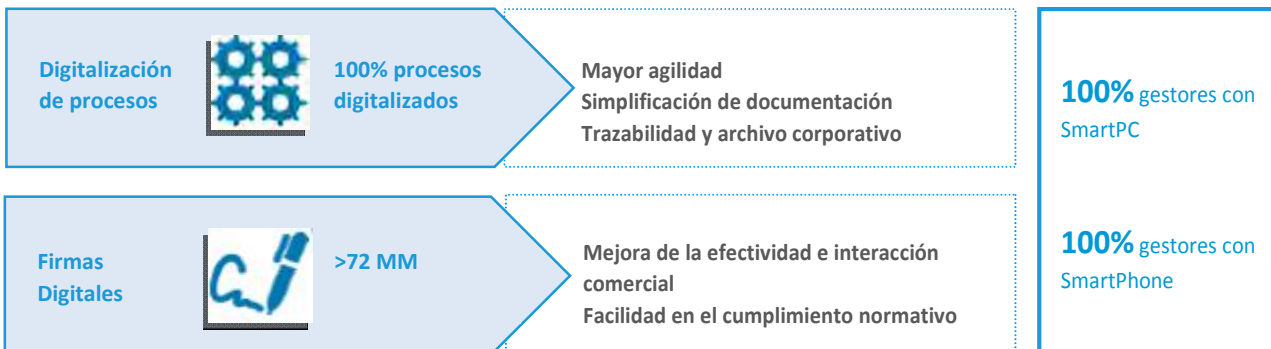 Digitalización
de procesos
100% procesos
digitalizados
Mayor agilidad
Simplificación de documentación
Trazabilidad y archivo corporativo
100% gestores con
SmartPC
Firmas
Digitales
>72 MM
Mejora de la efectividad e interacción
comercial
Facilidad en el cumplimiento normativo
100% gestores con
SmartPhone